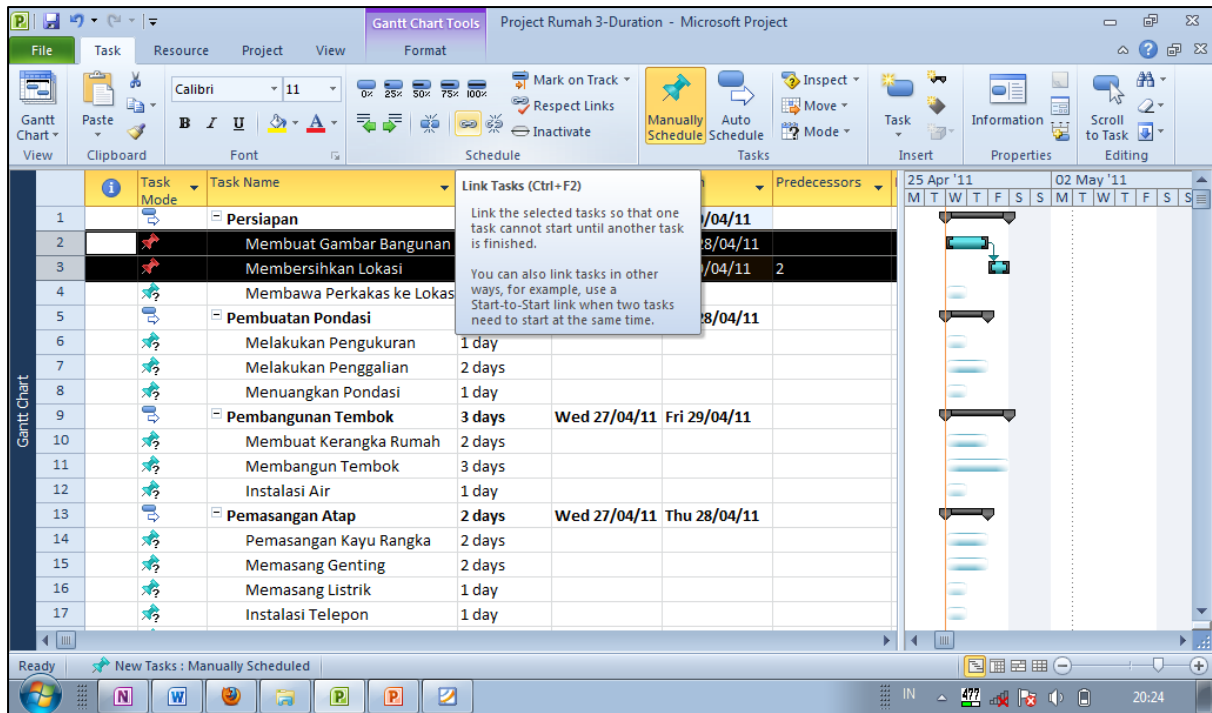 Gantt Chart Tools
Project Rumah 3-Duration - Microsoft Project
File Task Resource Project View Format
Calibri 11
0% 25% 50% 75% 100%
Mark on Track
Respect Links
Inactivate
Inspect
Move
Mode
Gantt Chart
Paste
B I U A
Manually Schedule
Auto Schedule
Task
Information
Scroll to Task
View Clipboard Font Schedule Tasks Insert Properties Editing
Task Mode Task Name Predecessors
25 Apr '11 02 May '11
M T W T F S S M T W T F S S
Link Tasks (Ctrl+F2)
Link the selected tasks so that one
task cannot start until another task
is finished.
You can also link tasks in other
ways, for example, use a
Start-to-Start link when two tasks
need to start at the same time.
1 Persiapan /04/11
2 Membuat Gambar Bangunan 28/04/11
3 Membersihkan Lokasi /04/11 2
4 Membawa Perkakas ke Lokas
5 Pembuatan Pondasi 28/04/11
6 Melakukan Pengukuran 1 day
7 Melakukan Penggalian 2 days
8 Menuangkan Pondasi 1 day
9 Pembangunan Tembok 3 days Wed 27/04/11 Fri 29/04/11
10 Membuat Kerangka Rumah 2 days
11 Membangun Tembok 3 days
12 Instalasi Air 1 day
13 Pemasangan Atap 2 days Wed 27/04/11 Thu 28/04/11
14 Pemasangan Kayu Rangka 2 days
15 Memasang Genting 2 days
16 Memasang Listrik 1 day
17 Instalasi Telepon 1 day
Gantt Chart
Ready New Tasks : Manually Scheduled
IN 20:24